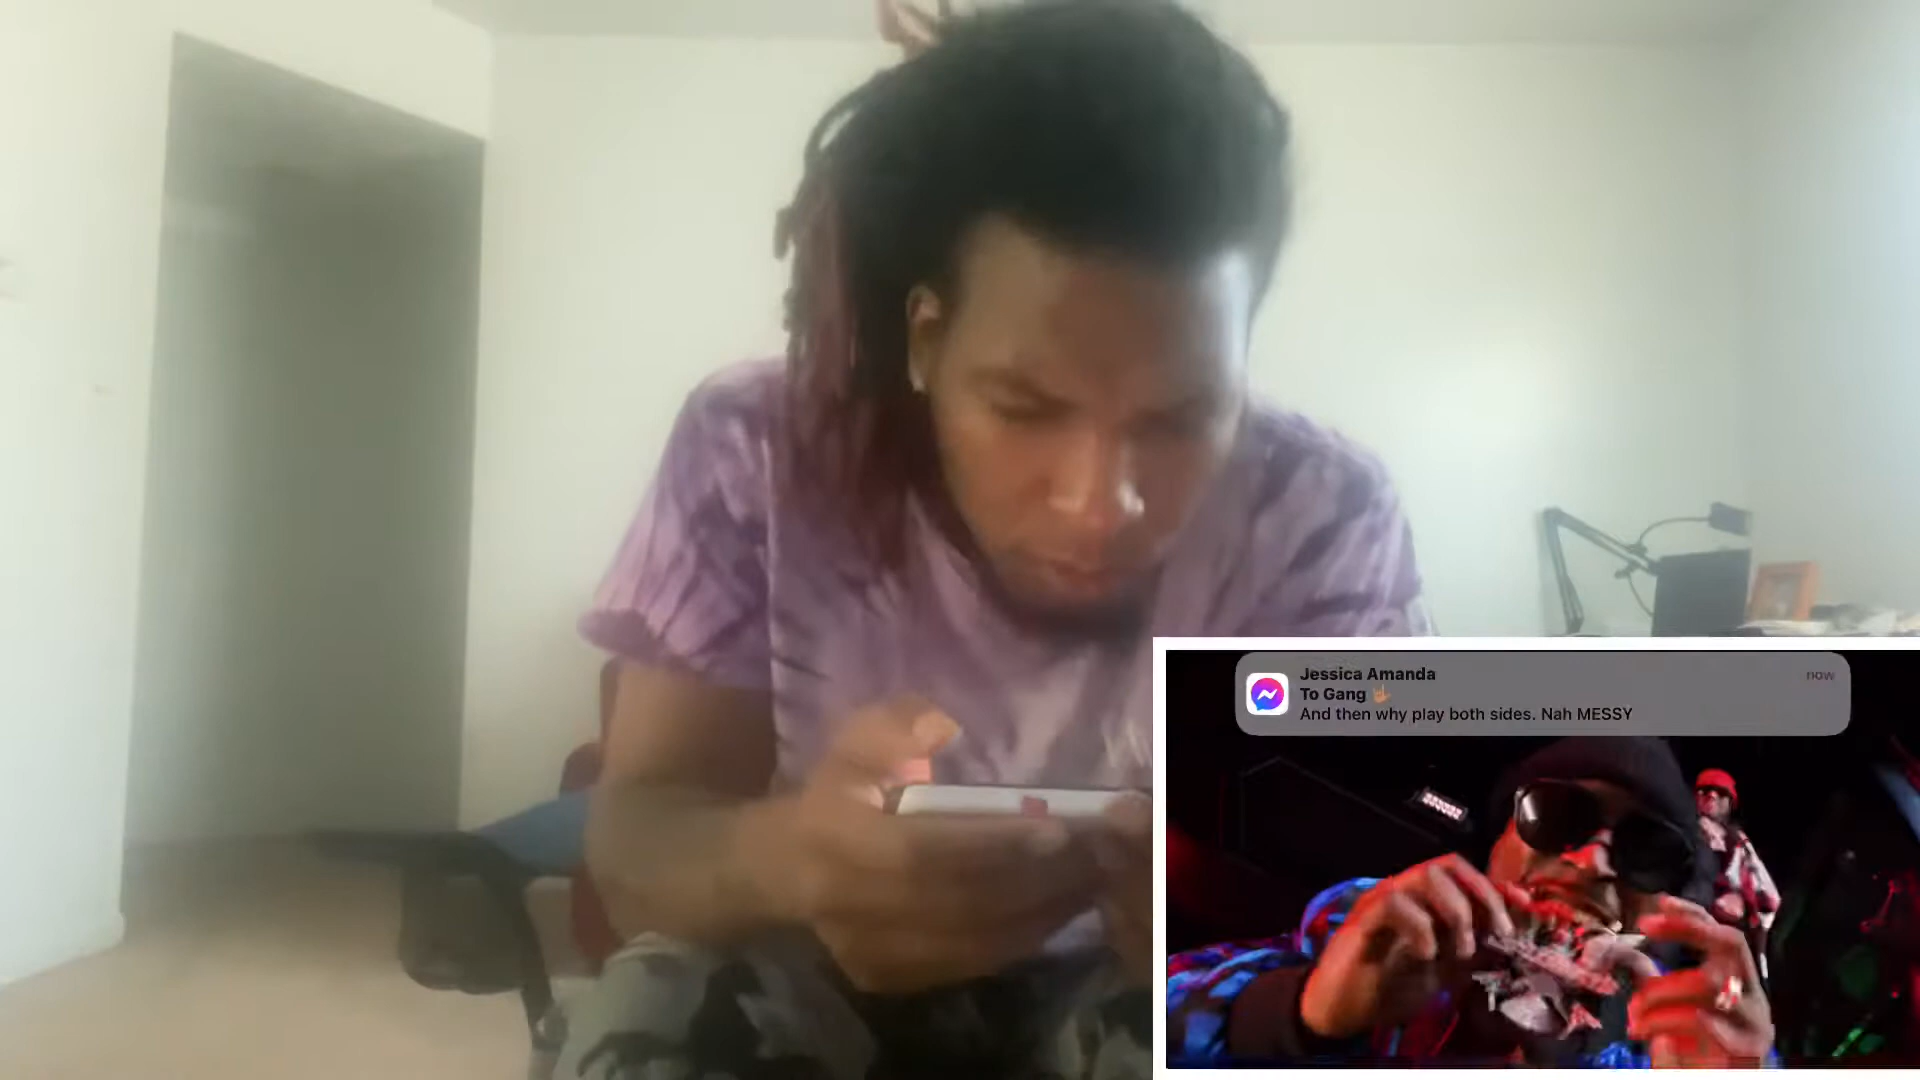 Jessica Amanda
now
To Gang 🤟
And then why play both sides. Nah MESSY